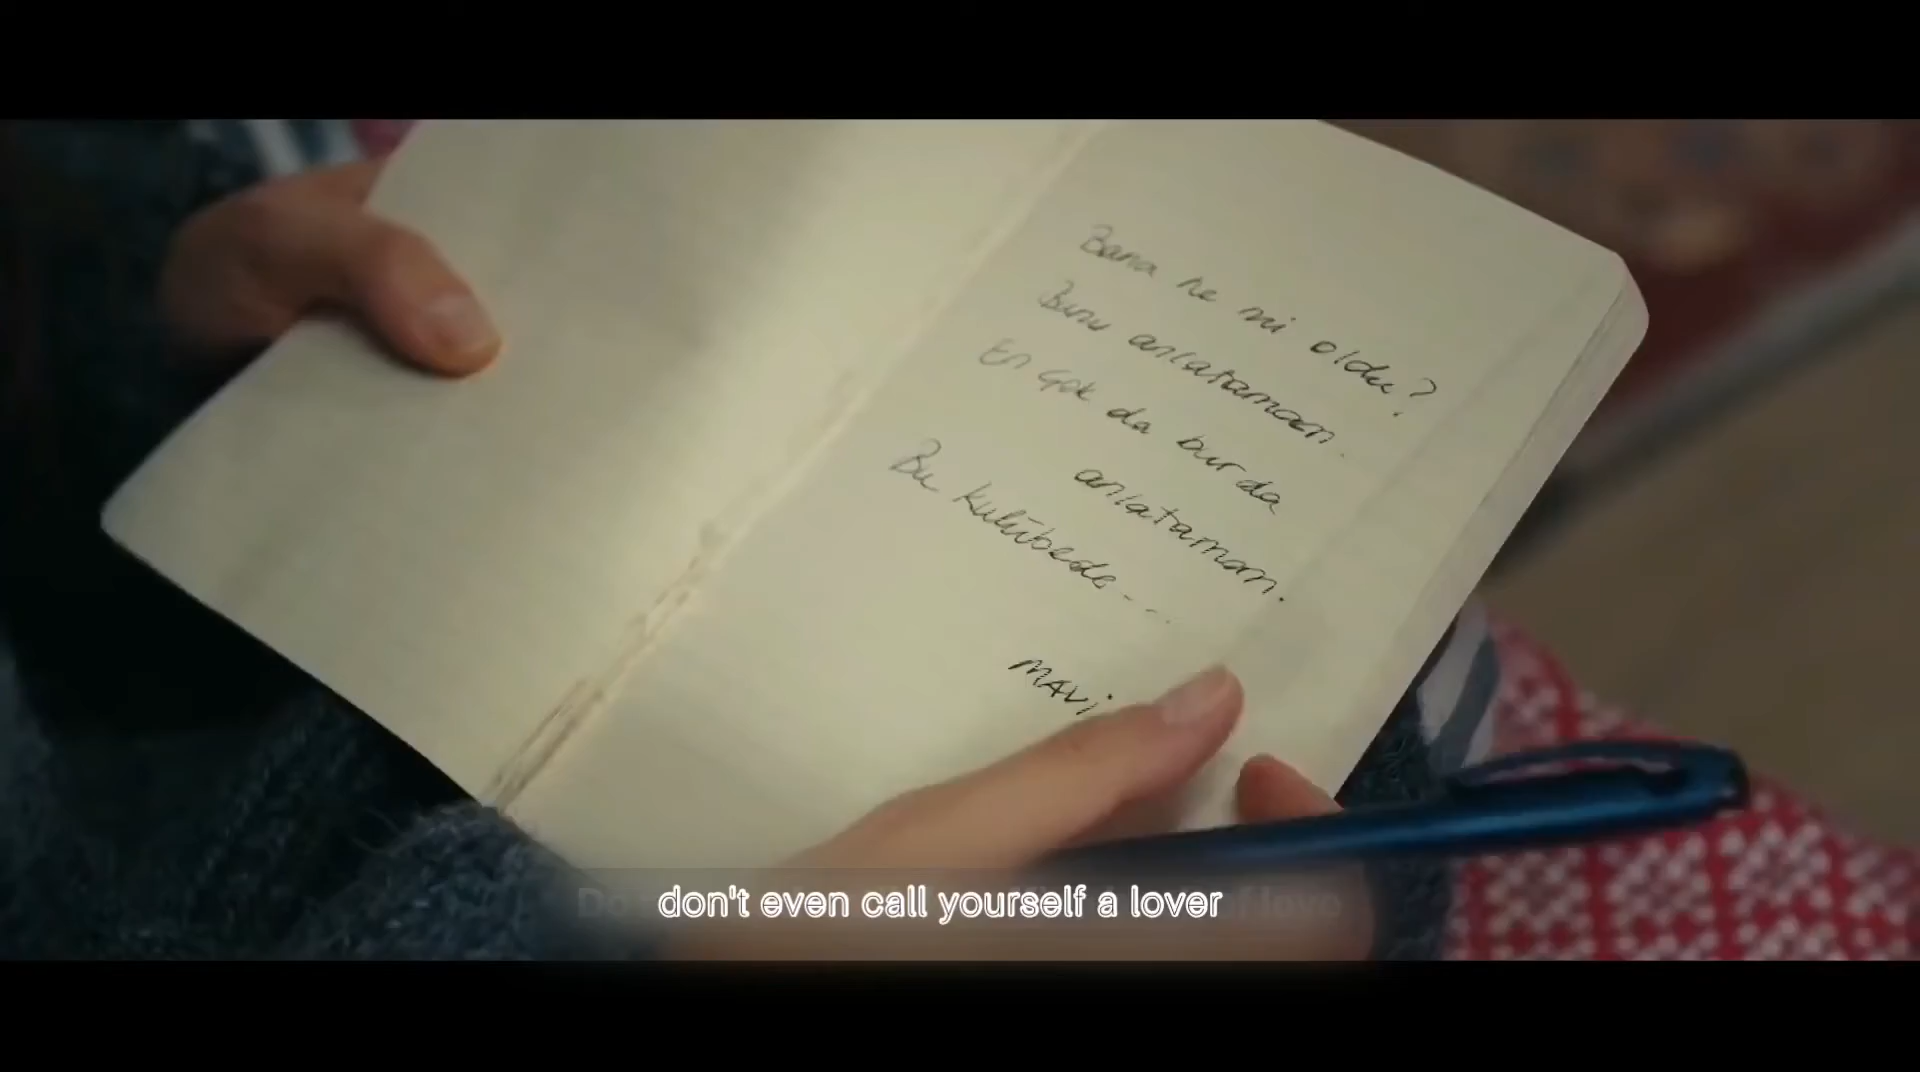 Bana ne mi oldu?
Bunu anlatamam.
En çok da burda
anlatamam.
Bu kulübede....
MAVi
don't even call yourself a lover